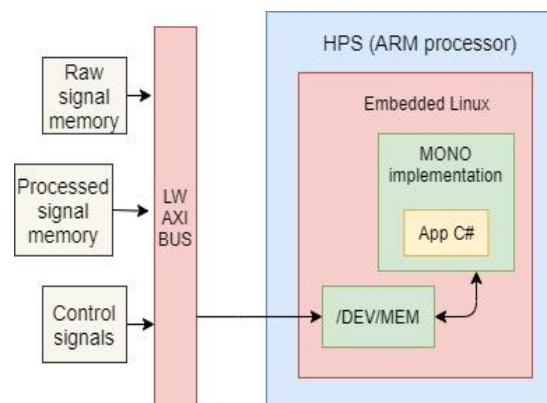 HPS (ARM processor)
Raw
signal
memory
Embedded Linux
MONO
implementation
Processed
signal
memory
LW
AXI
BUS
App C#
Control
signals
/DEV/MEM